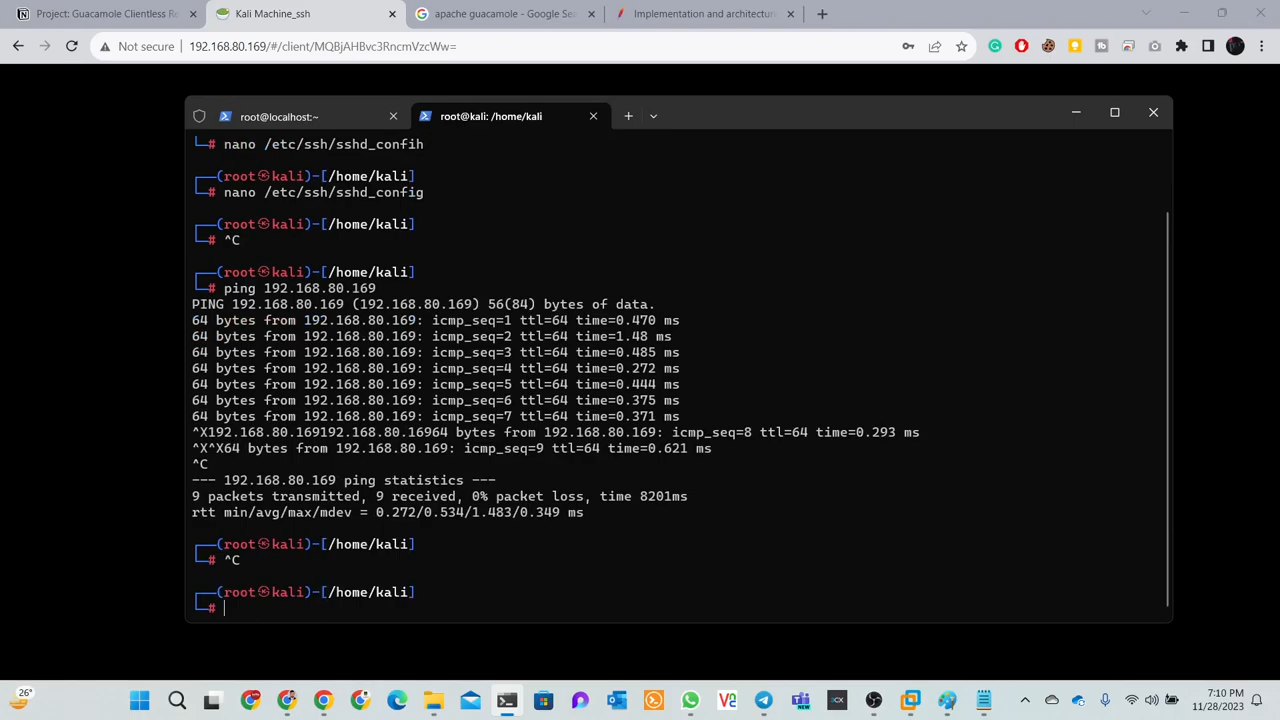 Project: Guacamole Clientless Re
Kali Machine_ssh
apache guacamole - Google Sea
Implementation and architecture
Not secure
192.168.80.169/#/client/MQBjAHBvc3RncmVzcWw=
root@localhost:~
root@kali: /home/kali
└─# nano /etc/ssh/sshd_confih
┌──(root㉿kali)-[/home/kali]
└─# nano /etc/ssh/sshd_config
┌──(root㉿kali)-[/home/kali]
└─# ^C
┌──(root㉿kali)-[/home/kali]
└─# ping 192.168.80.169
PING 192.168.80.169 (192.168.80.169) 56(84) bytes of data.
64 bytes from 192.168.80.169: icmp_seq=1 ttl=64 time=0.470 ms
64 bytes from 192.168.80.169: icmp_seq=2 ttl=64 time=1.48 ms
64 bytes from 192.168.80.169: icmp_seq=3 ttl=64 time=0.485 ms
64 bytes from 192.168.80.169: icmp_seq=4 ttl=64 time=0.272 ms
64 bytes from 192.168.80.169: icmp_seq=5 ttl=64 time=0.444 ms
64 bytes from 192.168.80.169: icmp_seq=6 ttl=64 time=0.375 ms
64 bytes from 192.168.80.169: icmp_seq=7 ttl=64 time=0.371 ms
^X192.168.80.169192.168.80.16964 bytes from 192.168.80.169: icmp_seq=8 ttl=64 time=0.293 ms
^X^X64 bytes from 192.168.80.169: icmp_seq=9 ttl=64 time=0.621 ms
^C
--- 192.168.80.169 ping statistics ---
9 packets transmitted, 9 received, 0% packet loss, time 8201ms
rtt min/avg/max/mdev = 0.272/0.534/1.483/0.349 ms
┌──(root㉿kali)-[/home/kali]
└─# ^C
┌──(root㉿kali)-[/home/kali]
└─#
26°
7:10 PM
11/28/2023